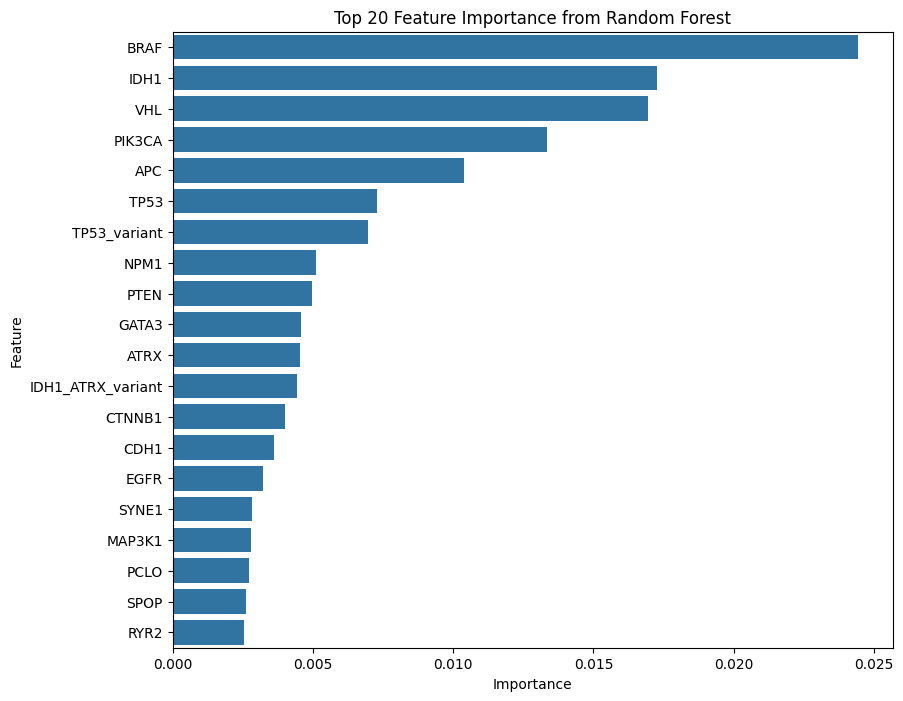 Top 20 Feature Importance from Random Forest
Feature
BRAF
IDH1
VHL
PIK3CA
APC
TP53
TP53_variant
NPM1
PTEN
GATA3
ATRX
IDH1_ATRX_variant
CTNNB1
CDH1
EGFR
SYNE1
MAP3K1
PCLO
SPOP
RYR2
0.000 0.005 0.010 0.015 0.020 0.025
Importance